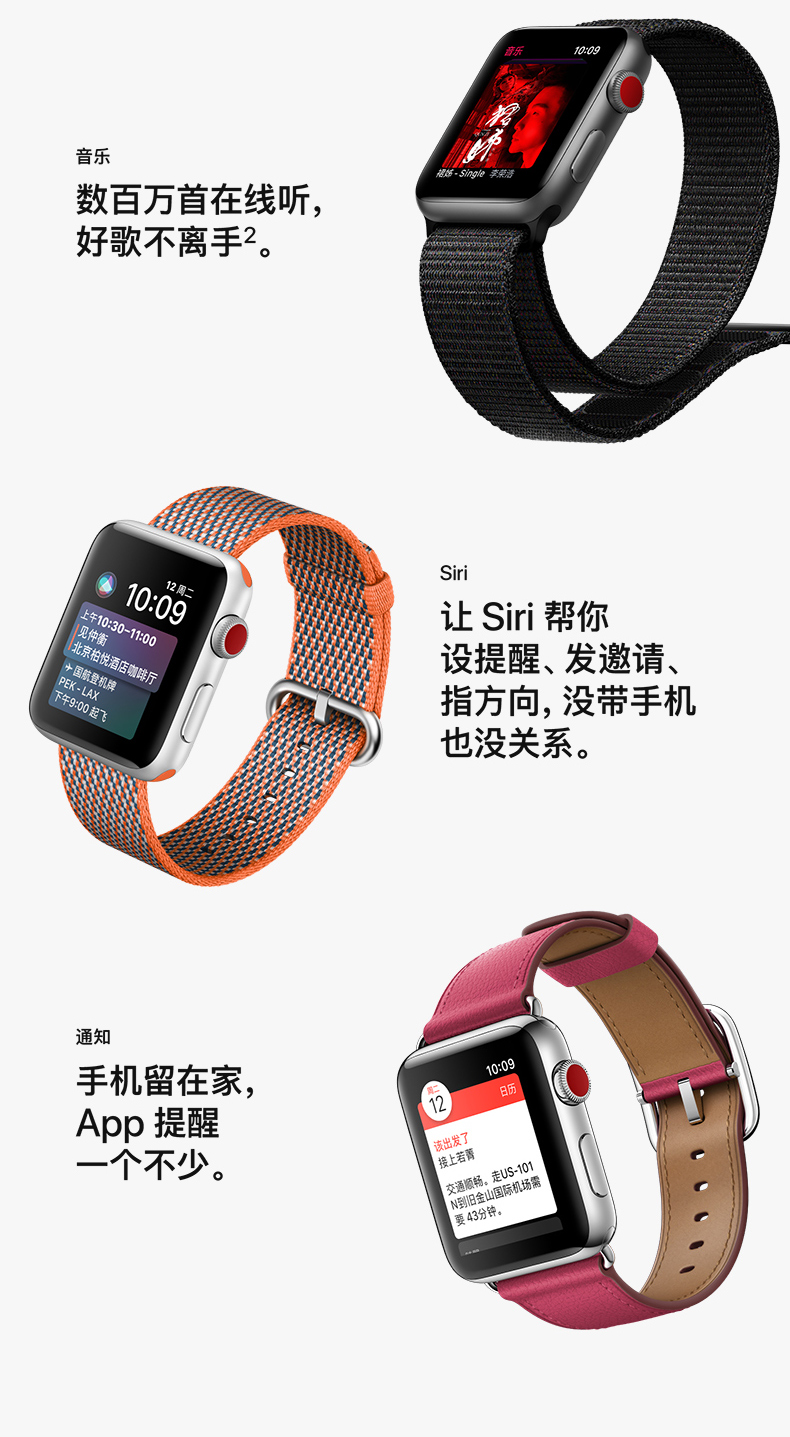 音乐
数百万首在线听，
好歌不离手²。
音乐
10:09
裙姊
裙姊 - Single 李荣浩
Siri
让 Siri 帮你
设提醒、发邀请、
指方向，没带手机
也没关系。
12 周二
10:09
上午10:30–11:00
见仲衡
北京柏悦酒店咖啡厅
国航登机牌
PEK - LAX
下午9:00 起飞
通知
手机留在家，
App 提醒
一个不少。
10:09
周二
12
日历
该出发了
接上若菁
交通顺畅。走US-101
N到旧金山国际机场需
要 43分钟。